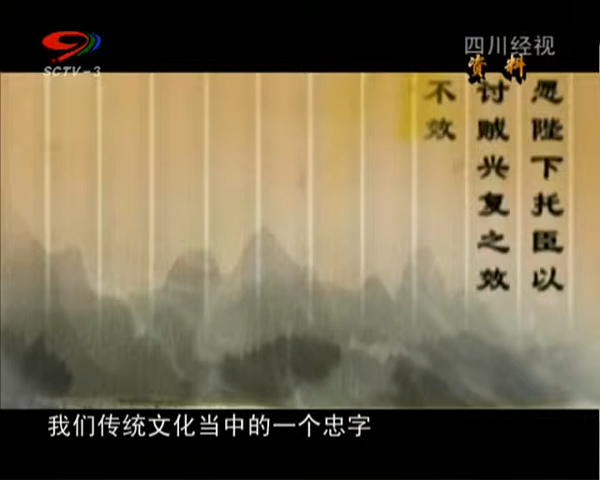 SCTV-3
四川经视
资料
忽陛下托臣以
讨贼兴复之效
不效
我们传统文化当中的一个忠字